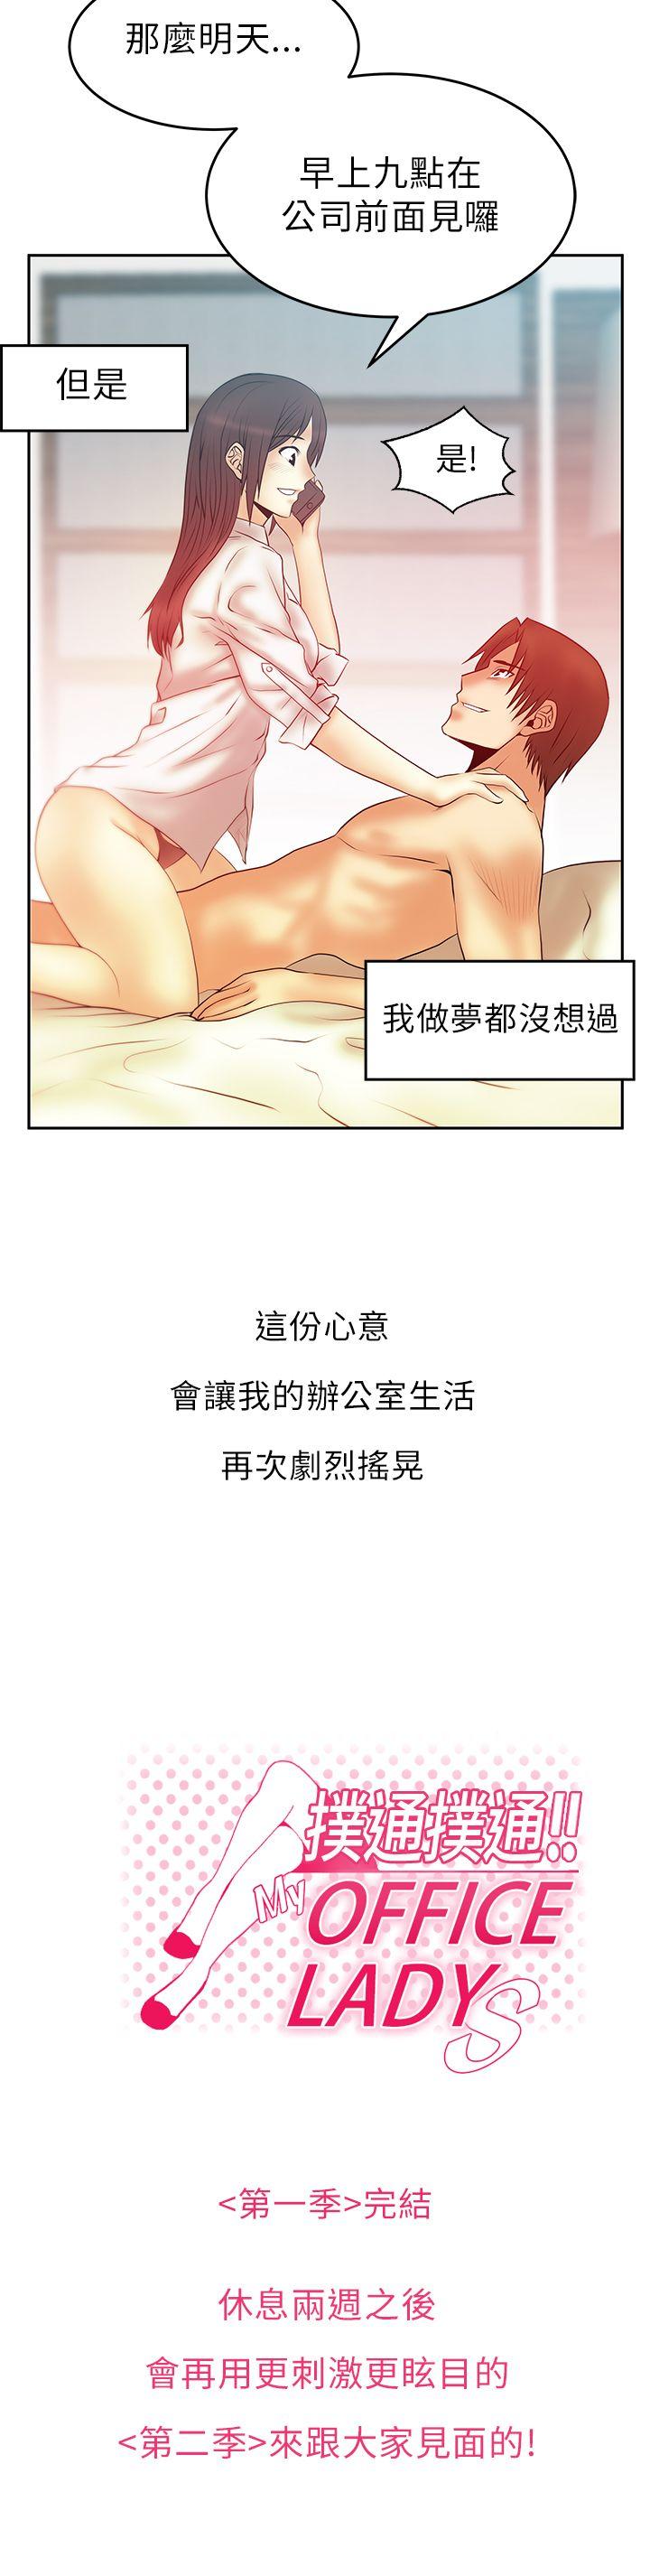 那麼明天...
早上九點在
公司前面見囉
但是
是!
我做夢都沒想過
這份心意
會讓我的辦公室生活
再次劇烈搖晃
撲通撲通!!
My OFFICE
LADYS
<第一季>完結
休息兩週之後
會再用更刺激更眩目的
<第二季>來跟大家見面的!